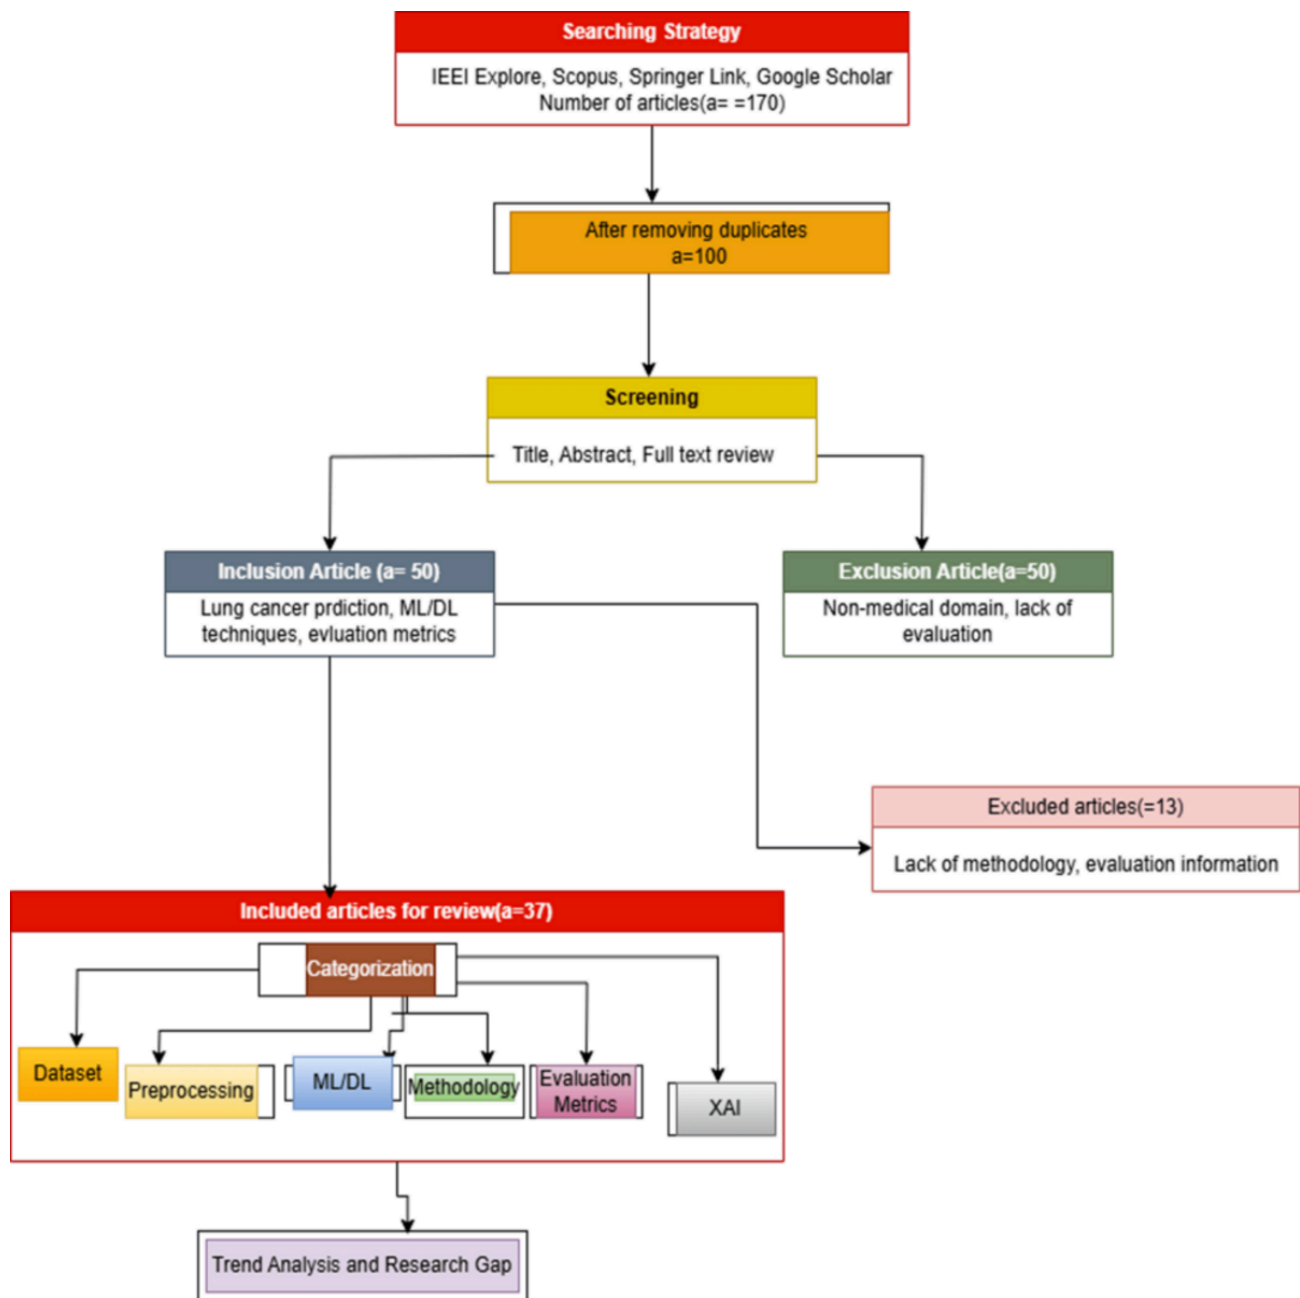 Searching Strategy
IEEI Explore, Scopus, Springer Link, Google Scholar
Number of articles(a= =170)
After removing duplicates
a=100
Screening
Title, Abstract, Full text review
Inclusion Article (a= 50)
Lung cancer prdiction, ML/DL
techniques, evluation metrics
Exclusion Article(a=50)
Non-medical domain, lack of
evaluation
Excluded articles(=13)
Lack of methodology, evaluation information
Included articles for review(a=37)
Categorization
Dataset
Preprocessing
ML/DL
Methodology
Evaluation
Metrics
XAI
Trend Analysis and Research Gap